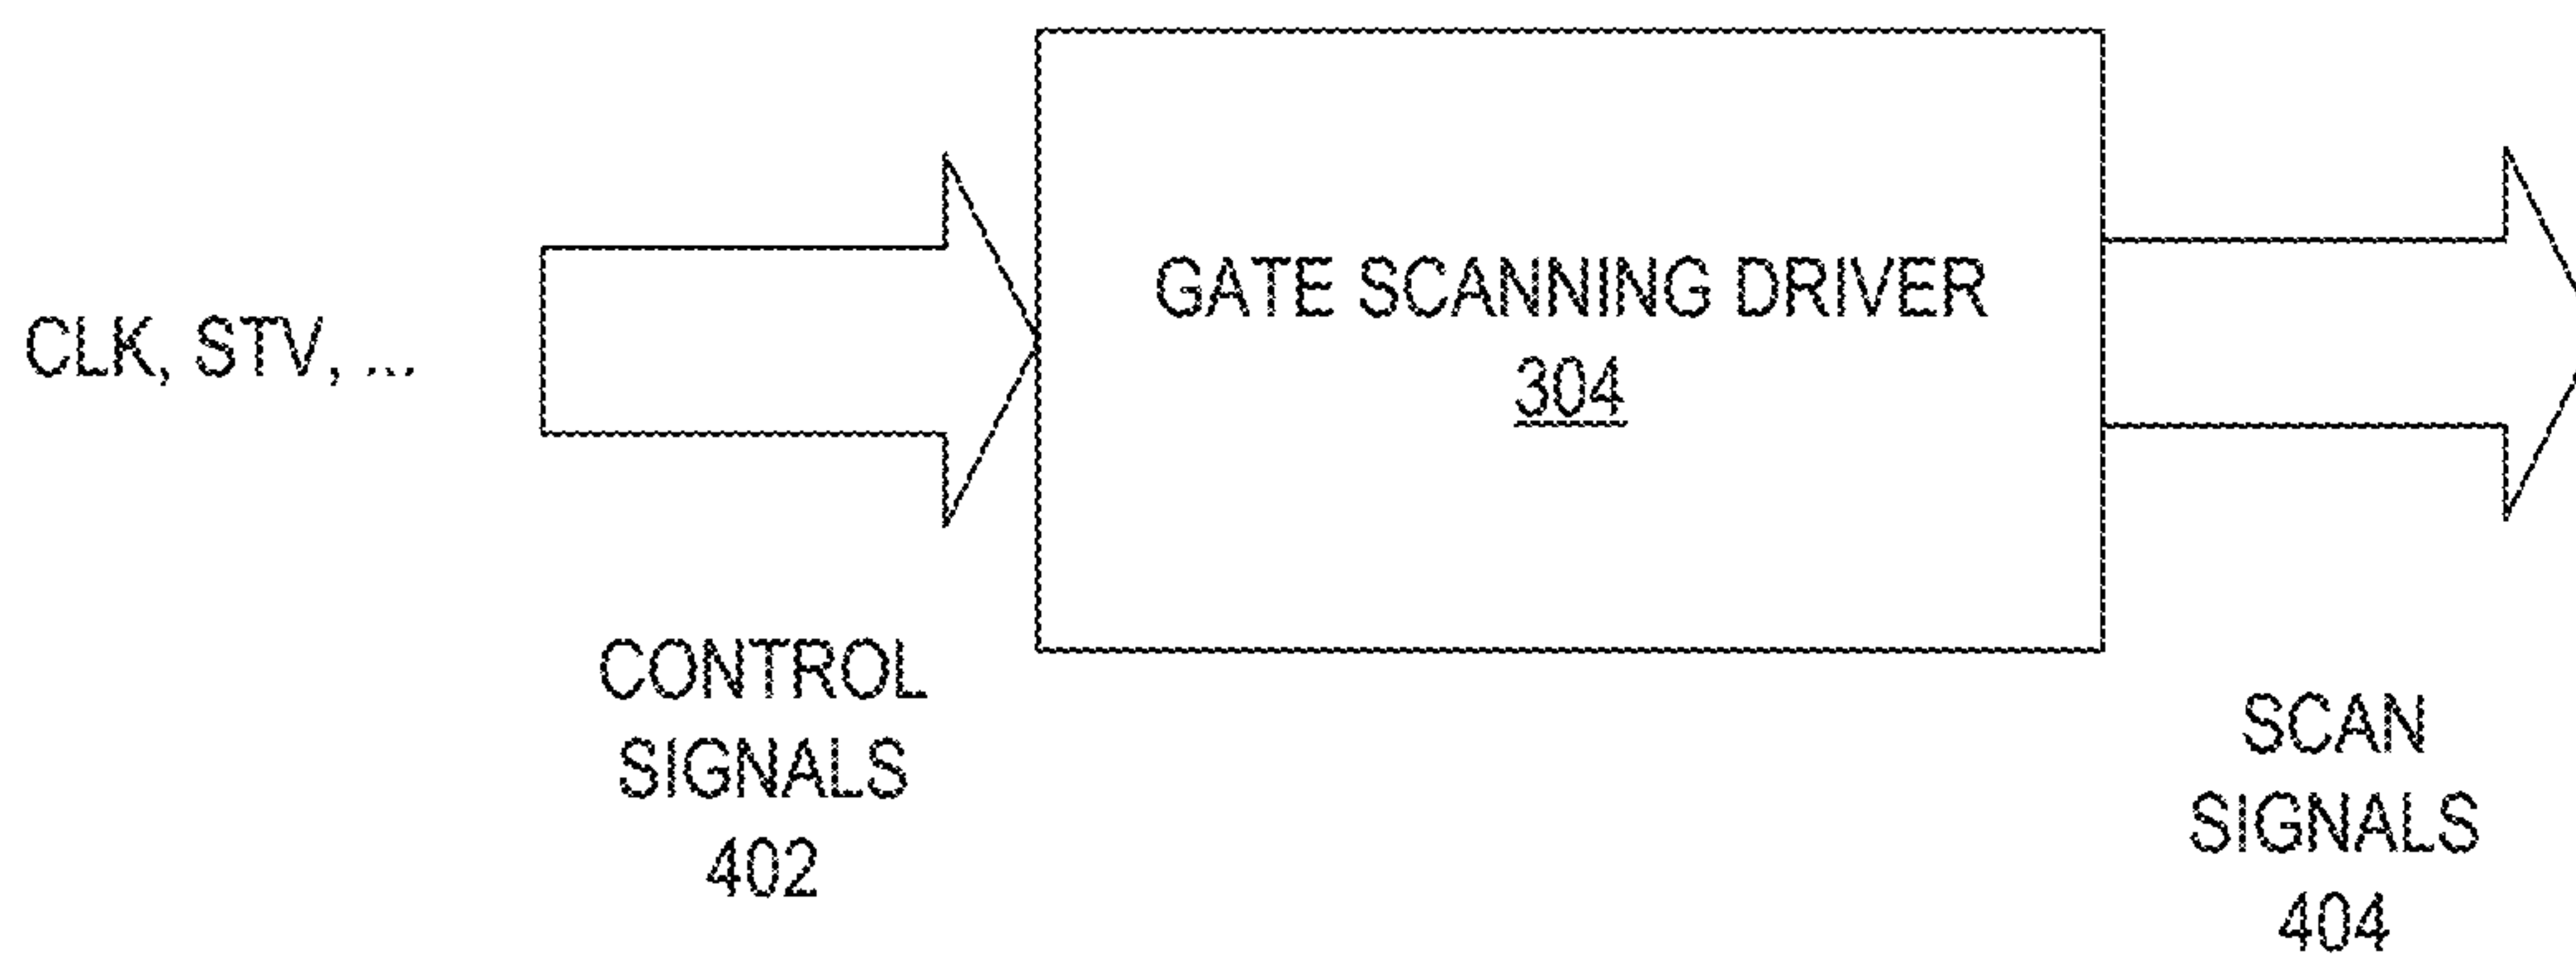 CLK, STV, ...
GATE SCANNING DRIVER
304
CONTROL
SIGNALS
402
SCAN
SIGNALS
404